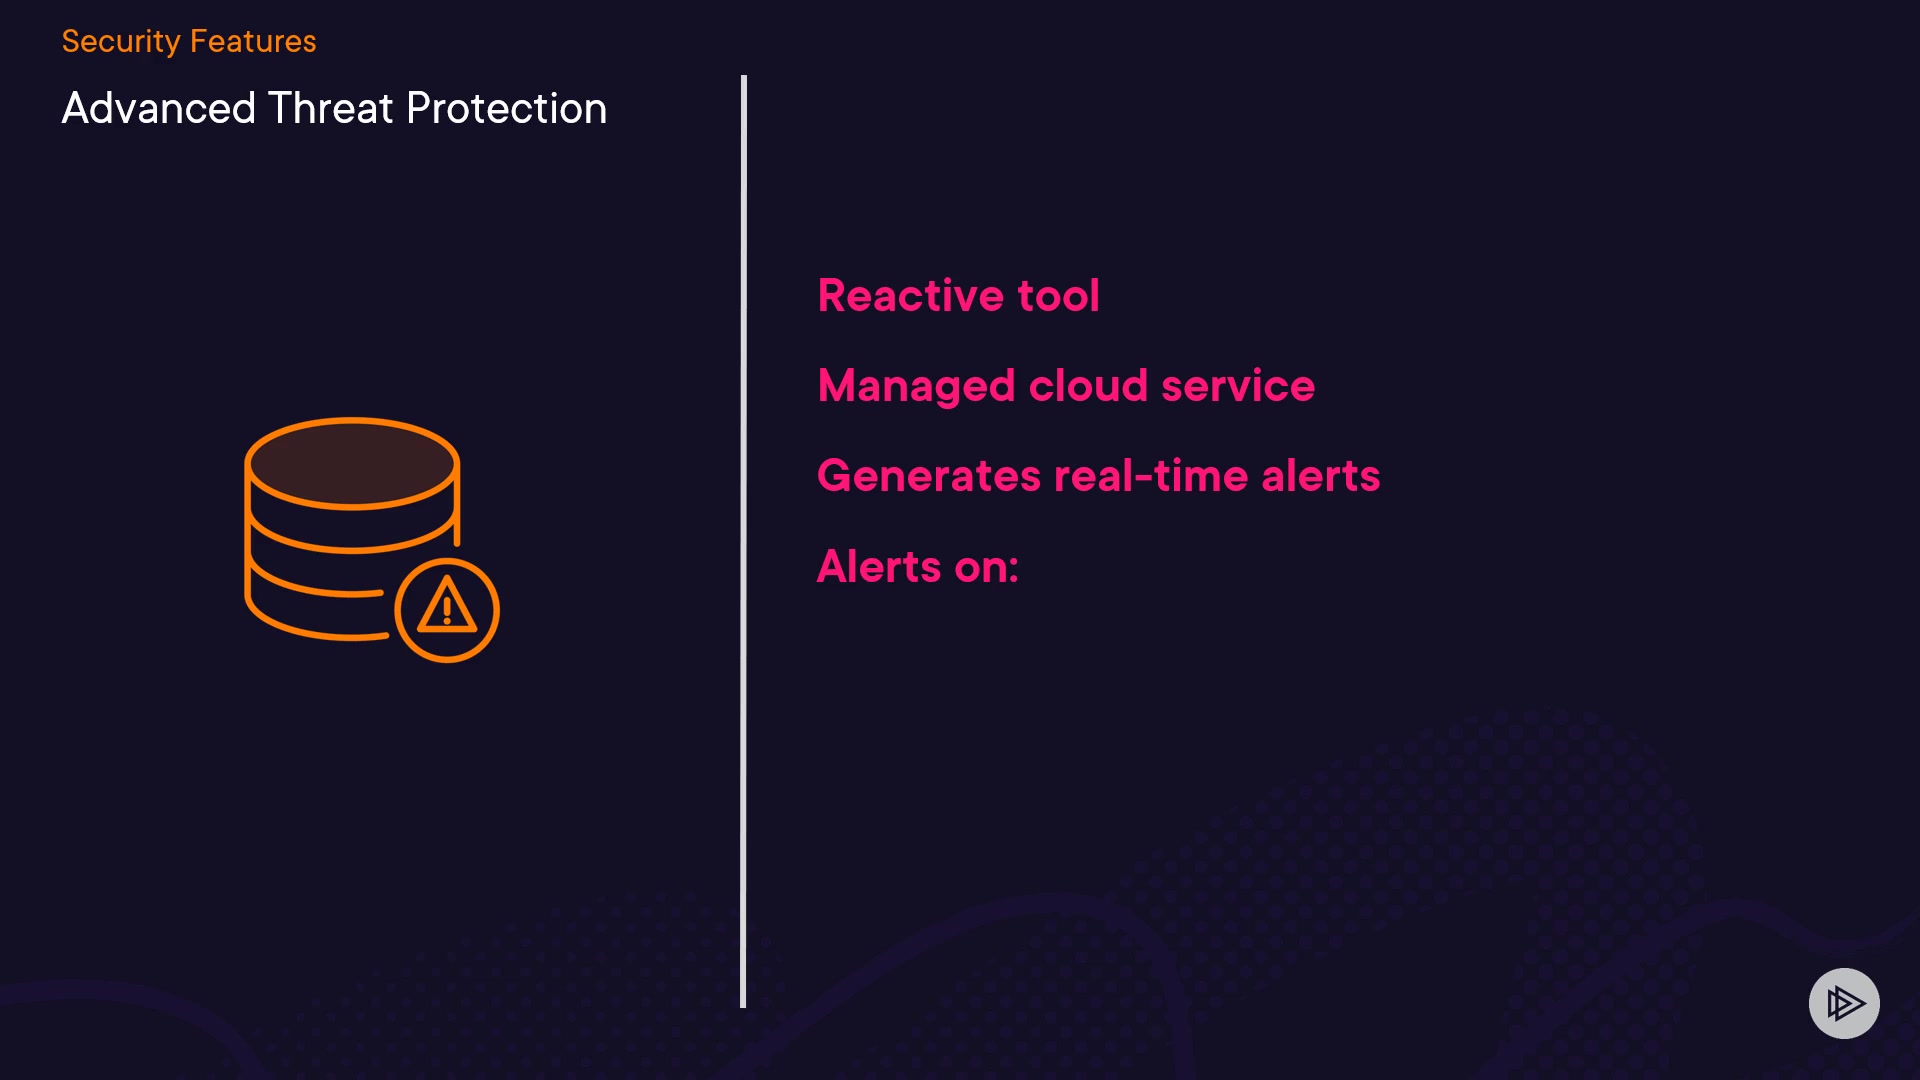 Security Features
Advanced Threat Protection
Reactive tool
Managed cloud service
Generates real-time alerts
Alerts on: